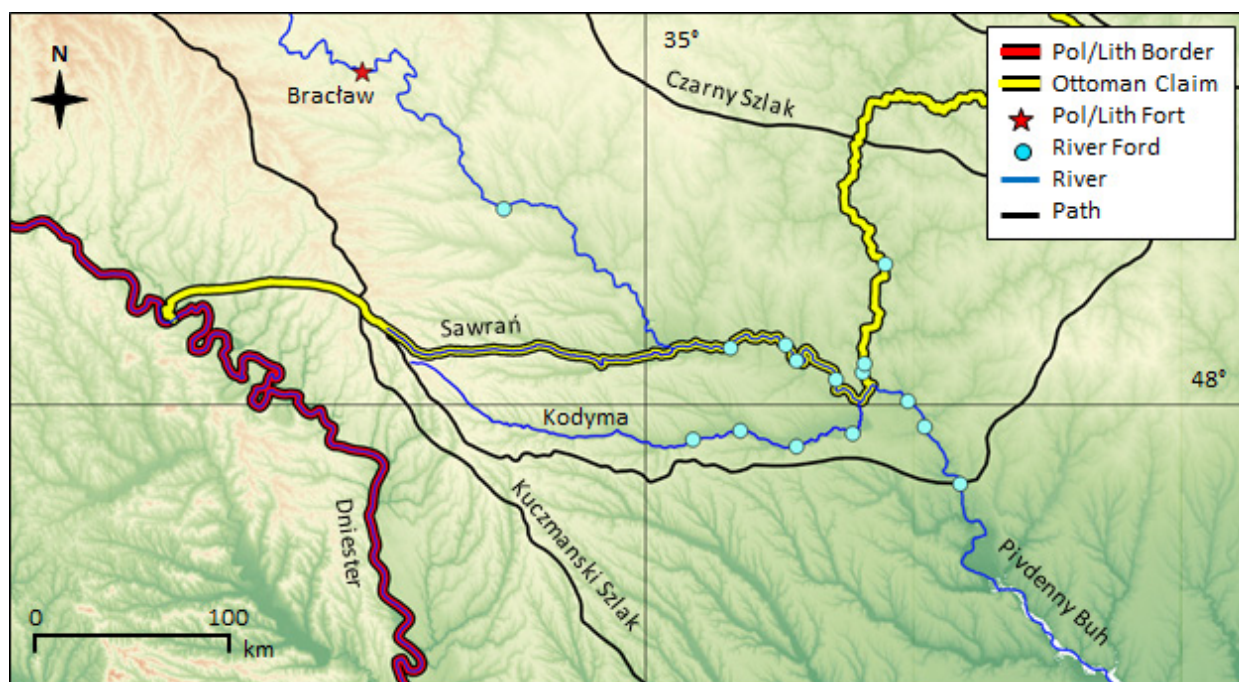 N
Bracław
35°
Czarny Szlak
Pol/Lith Border
Ottoman Claim
Pol/Lith Fort
River Ford
River
Path
Sawrań
48°
Kodyma
Dniester
Kuczmanski Szlak
Pivdenny Buh
0 100
km